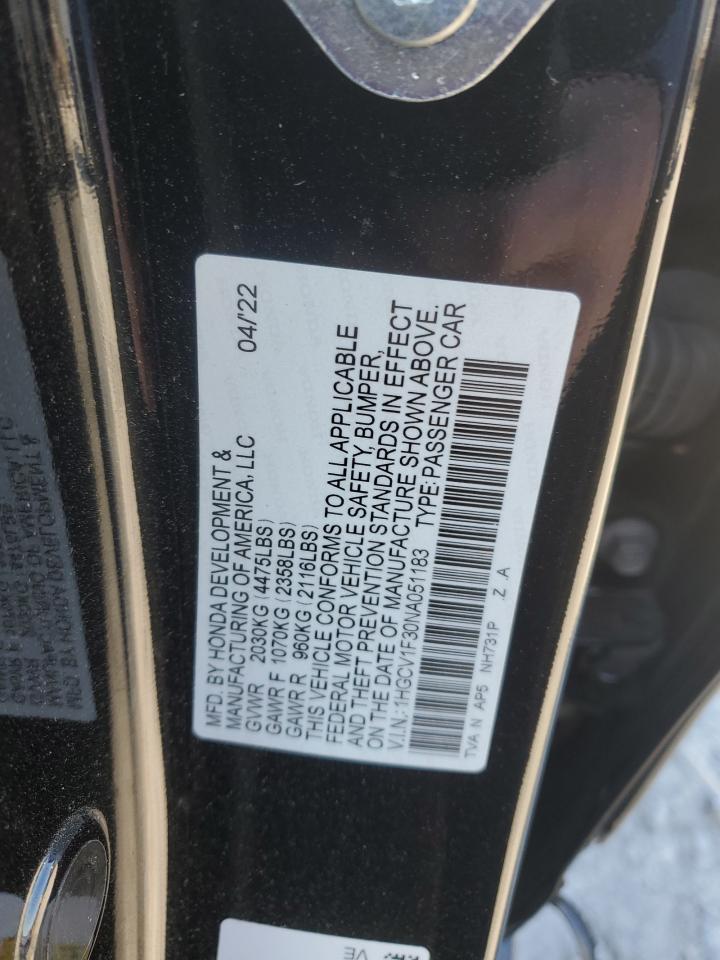 MFD. BY HONDA DEVELOPMENT &
MANUFACTURING OF AMERICA, LLC 04/'22
GVWR 2030KG (4475LBS)
GAWR F 1070KG (2358LBS)
GAWR R 960KG (2116LBS)
THIS VEHICLE CONFORMS TO ALL APPLICABLE
FEDERAL MOTOR VEHICLE SAFETY, BUMPER,
AND THEFT PREVENTION STANDARDS IN EFFECT
ON THE DATE OF MANUFACTURE SHOWN ABOVE.
V.I.N.: 1HGCV1F30NA051183 TYPE: PASSENGER CAR
TVA N AP5 NH731P Z .A